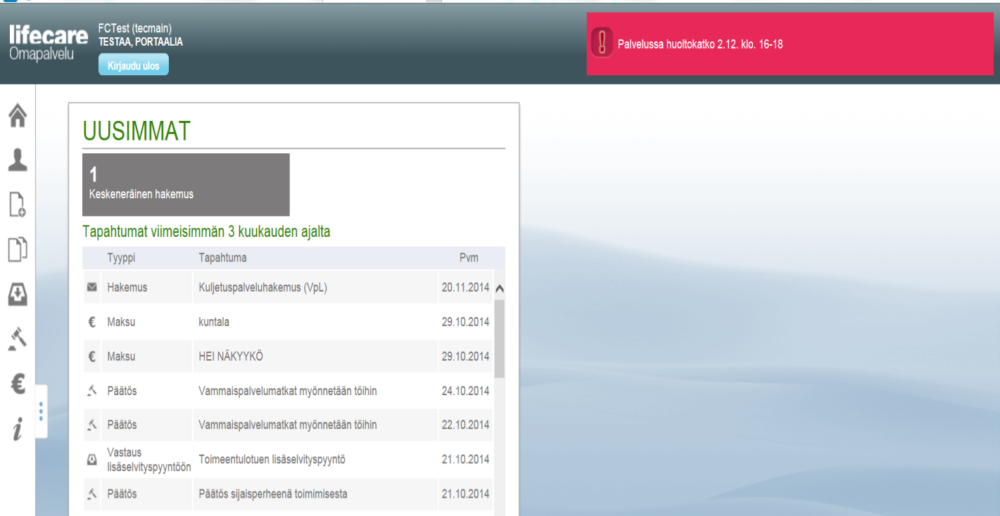 lifecare
Omapalvelu
FCTest (tecmain)
TESTAA, PORTAALIA
Kirjaudu ulos
Palvelussa huoltokatko 2.12. klo. 16-18
UUSIMMAT
1
Keskeneräinen hakemus
Tapahtumat viimeisimmän 3 kuukauden ajalta
Tyyppi Tapahtuma Pvm
Hakemus Kuljetuspalveluhakemus (VpL) 20.11.2014
€ Maksu kuntala 29.10.2014
€ Maksu HEI NÄKYYKÖ 29.10.2014
Päätös Vammaispalvelumatkat myönnetään töihin 24.10.2014
Päätös Vammaispalvelumatkat myönnetään töihin 22.10.2014
Vastaus
lisäselvityspyyntöön Toimeentulotuen lisäselvityspyyntö 21.10.2014
Päätös Päätös sijaisperheenä toimimisesta 21.10.2014
€
i